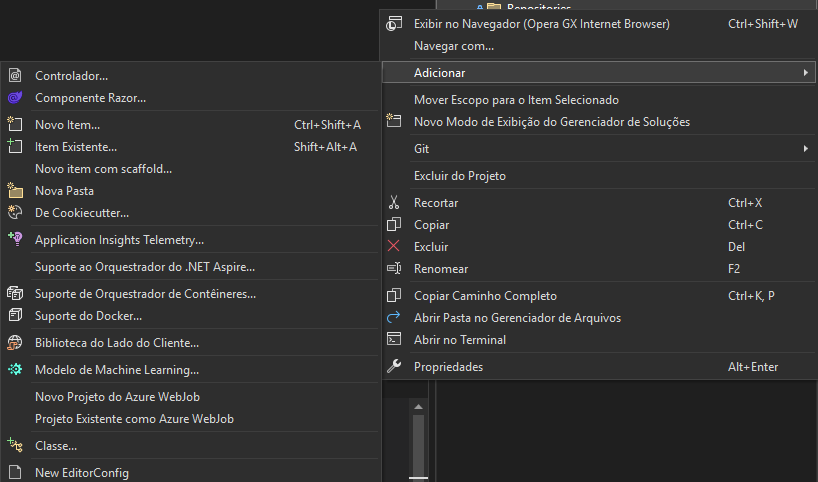 Repositories
Exibir no Navegador (Opera GX Internet Browser) Ctrl+Shift+W
Navegar com...
Adicionar
Mover Escopo para o Item Selecionado
Novo Modo de Exibição do Gerenciador de Soluções
Git
Excluir do Projeto
Recortar Ctrl+X
Copiar Ctrl+C
Excluir Del
Renomear F2
Copiar Caminho Completo Ctrl+K, P
Abrir Pasta no Gerenciador de Arquivos
Abrir no Terminal
Propriedades Alt+Enter
Controlador...
Componente Razor...
Novo Item... Ctrl+Shift+A
Item Existente... Shift+Alt+A
Novo item com scaffold...
Nova Pasta
De Cookiecutter...
Application Insights Telemetry...
Suporte ao Orquestrador do .NET Aspire...
Suporte de Orquestrador de Contêineres...
Suporte do Docker...
Biblioteca do Lado do Cliente...
Modelo de Machine Learning...
Novo Projeto do Azure WebJob
Projeto Existente como Azure WebJob
Classe...
New EditorConfig